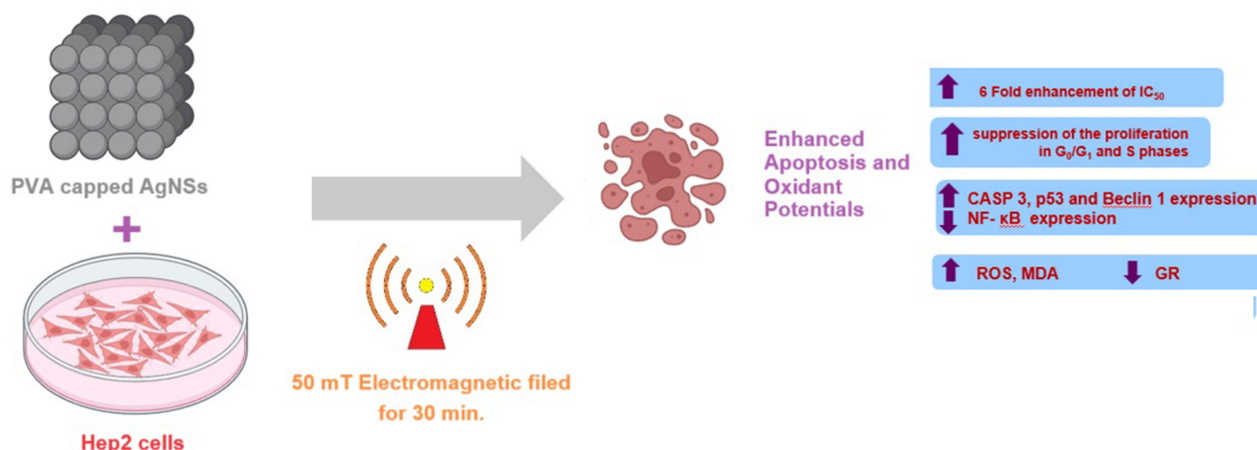 PVA capped AgNSs
+
Hep2 cells
50 mT Electromagnetic filed
for 30 min.
Enhanced
Apoptosis and
Oxidant
Potentials
6 Fold enhancement of IC₅₀
suppression of the proliferation
in G₀/G₁ and S phases
CASP 3, p53 and Beclin 1 expression
NF- κB expression
ROS, MDA GR